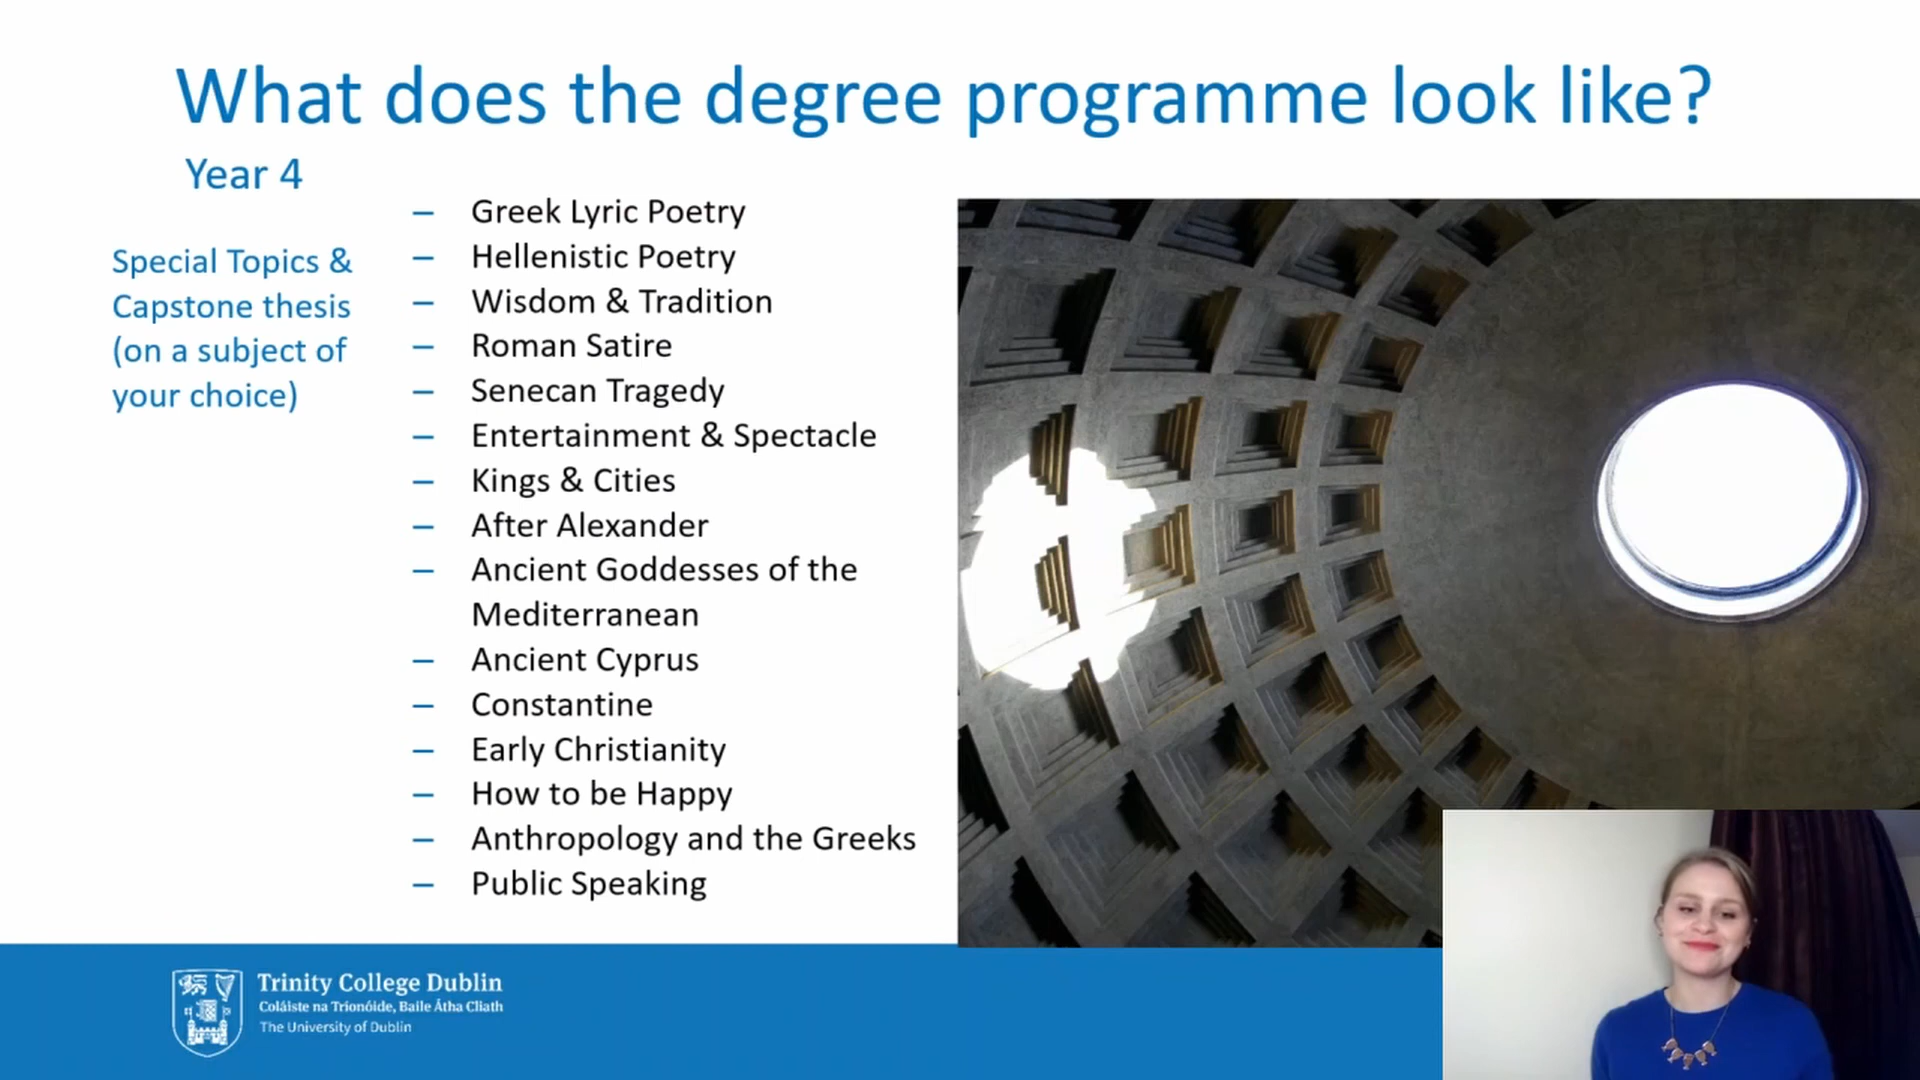 What does the degree programme look like?
Year 4
Special Topics &
Capstone thesis
(on a subject of
your choice)
– Greek Lyric Poetry
– Hellenistic Poetry
– Wisdom & Tradition
– Roman Satire
– Senecan Tragedy
– Entertainment & Spectacle
– Kings & Cities
– After Alexander
– Ancient Goddesses of the
Mediterranean
– Ancient Cyprus
– Constantine
– Early Christianity
– How to be Happy
– Anthropology and the Greeks
– Public Speaking
Trinity College Dublin
Coláiste na Tríonóide, Baile Átha Cliath
The University of Dublin